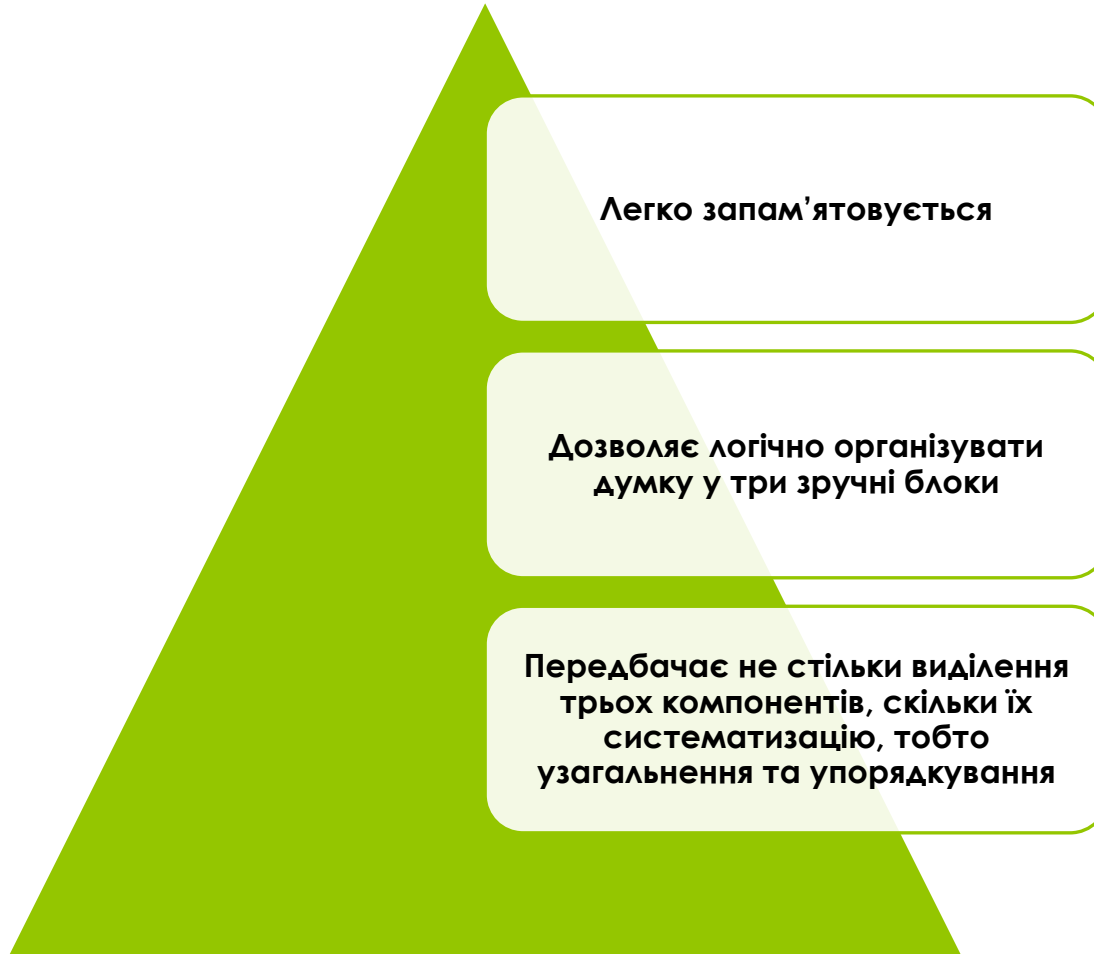 Легко запам’ятовується
Дозволяє логічно організувати
думку у три зручні блоки
Передбачає не стільки виділення
трьох компонентів, скільки їх
систематизацію, тобто
узагальнення та упорядкування